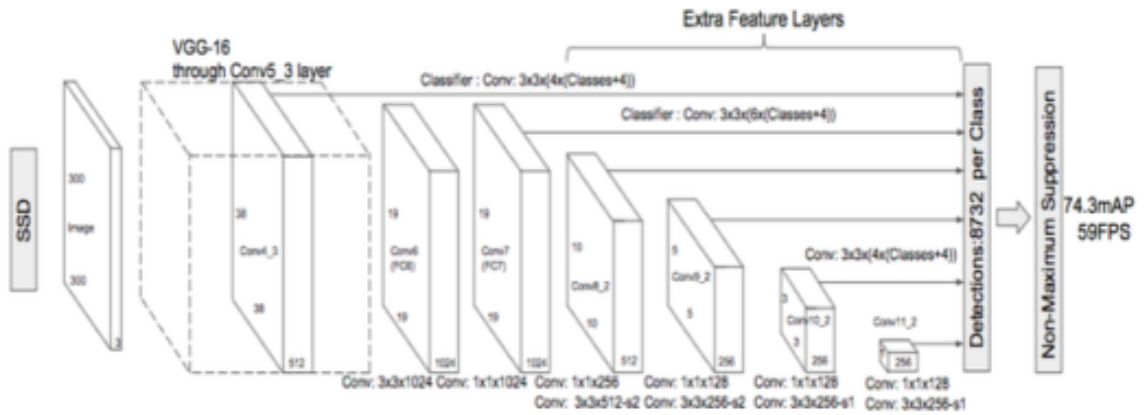 Extra Feature Layers
VGG-16
through Conv5_3 layer
Classifier : Conv: 3x3x(4x(Classes+4))
Classifier : Conv: 3x3x(6x(Classes+4))
SSD
300
Image
300
3
38
Conv4_3
38
512
19
Conv6
(FC6)
19
1024
19
Conv7
(FC7)
19
1024
10
Conv8_2
10
512
5
Conv9_2
5
256
3
Conv10_2
3
256
Conv11_2
256
Conv: 3x3x(4x(Classes+4))
Conv: 3x3x1024
Conv: 1x1x1024
Conv: 1x1x256
Conv: 3x3x512-s2
Conv: 1x1x128
Conv: 3x3x256-s2
Conv: 1x1x128
Conv: 3x3x256-s1
Conv: 1x1x128
Conv: 3x3x256-s1
Detections:8732 per Class
Non-Maximum Suppression
74.3mAP
59FPS